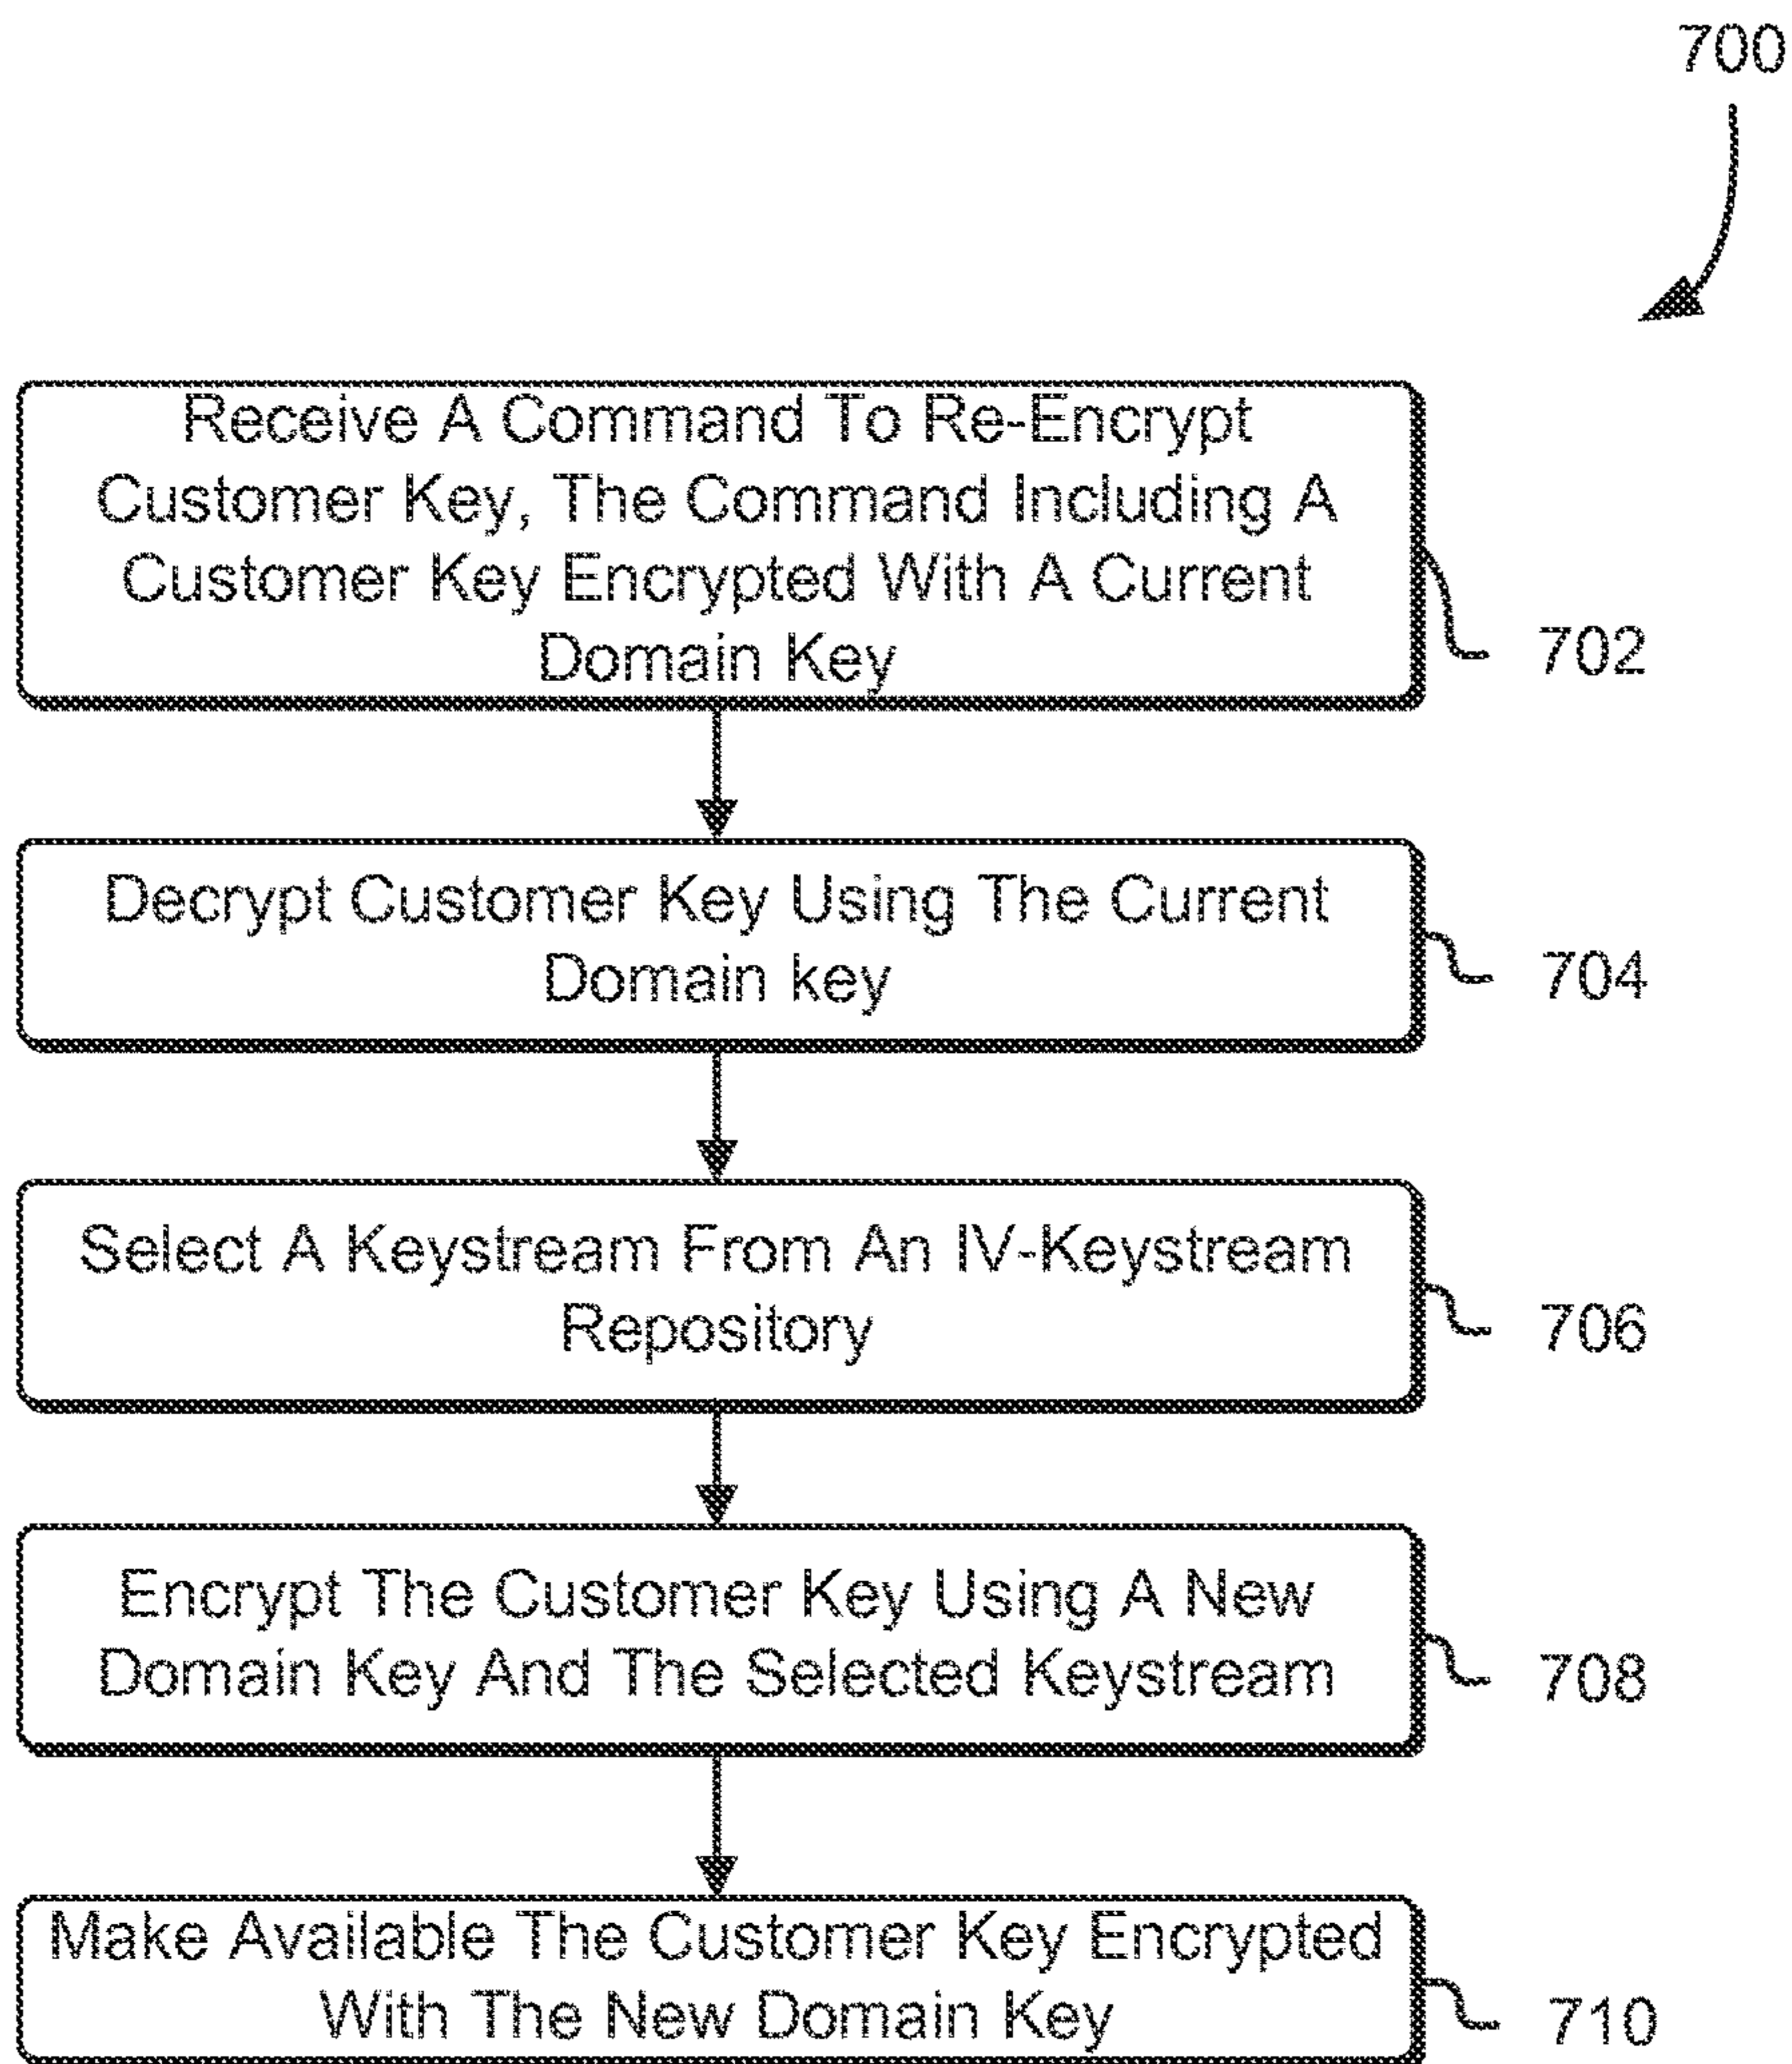 700
Receive A Command To Re-Encrypt
Customer Key, The Command Including A
Customer Key Encrypted With A Current
Domain Key
702
Decrypt Customer Key Using The Current
Domain key
704
Select A Keystream From An IV-Keystream
Repository
706
Encrypt The Customer Key Using A New
Domain Key And The Selected Keystream
708
Make Available The Customer Key Encrypted
With The New Domain Key
710